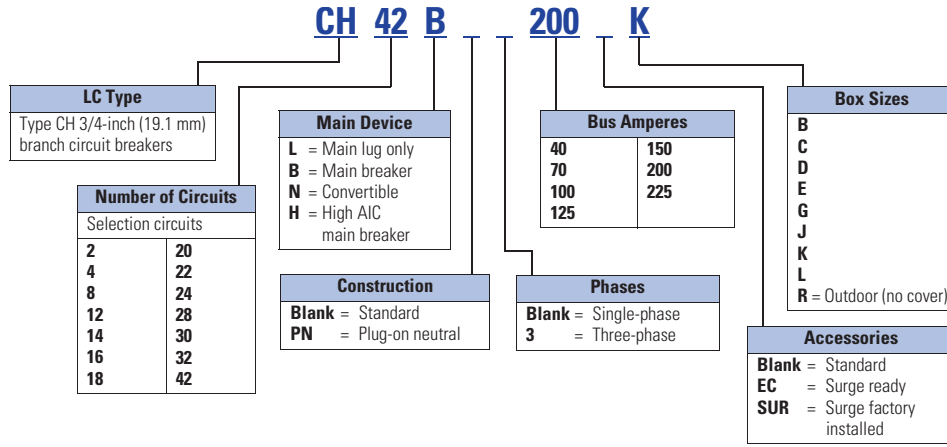 CH 42 B _ _ 200 _ K
LC Type
Type CH 3/4-inch (19.1 mm)
branch circuit breakers
Number of Circuits
Selection circuits
2 20
4 22
8 24
12 28
14 30
16 32
18 42
Main Device
L = Main lug only
B = Main breaker
N = Convertible
H = High AIC
main breaker
Construction
Blank = Standard
PN = Plug-on neutral
Bus Amperes
40 150
70 200
100 225
125
Phases
Blank = Single-phase
3 = Three-phase
Box Sizes
B
C
D
E
G
J
K
L
R = Outdoor (no cover)
Accessories
Blank = Standard
EC = Surge ready
SUR = Surge factory
installed